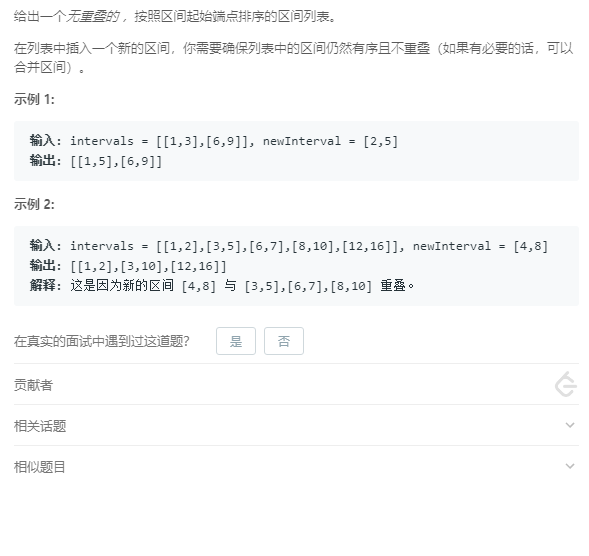 给出一个无重叠的 ，按照区间起始端点排序的区间列表。
在列表中插入一个新的区间，你需要确保列表中的区间仍然有序且不重叠（如果有必要的话，可以
合并区间）。
示例 1:
输入: intervals = [[1,3],[6,9]], newInterval = [2,5]
输出: [[1,5],[6,9]]
示例 2:
输入: intervals = [[1,2],[3,5],[6,7],[8,10],[12,16]], newInterval = [4,8]
输出: [[1,2],[3,10],[12,16]]
解释: 这是因为新的区间 [4,8] 与 [3,5],[6,7],[8,10] 重叠。
在真实的面试中遇到过这道题？ 是 否
贡献者
相关话题
相似题目